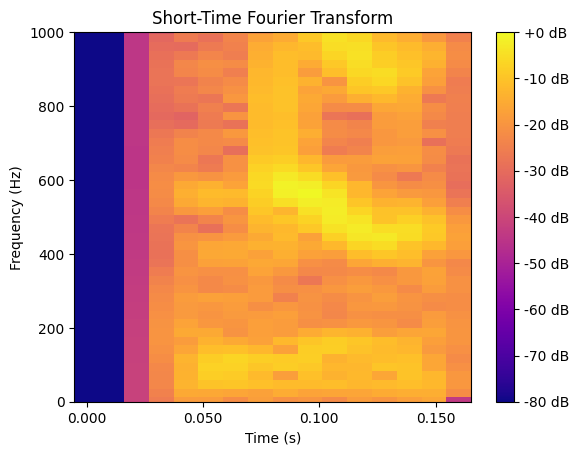 Short-Time Fourier Transform
1000
800
600
400
200
0
Frequency (Hz)
0.000
0.050
0.100
0.150
Time (s)
+0 dB
-10 dB
-20 dB
-30 dB
-40 dB
-50 dB
-60 dB
-70 dB
-80 dB